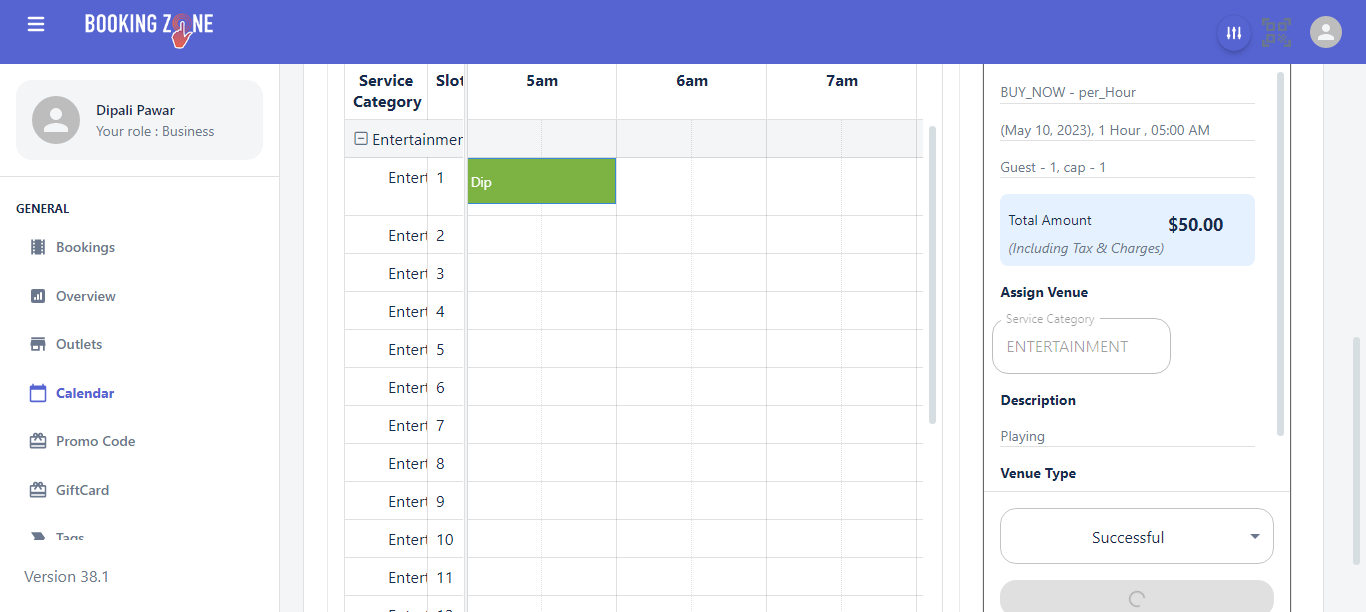 BOOKING ZONE
Dipali Pawar
Your role : Business
GENERAL
Bookings
Overview
Outlets
Calendar
Promo Code
GiftCard
Tags
Version 38.1
Service Category
Slot
5am
6am
7am
Entertainmer
Entert 1
Dip
Entert 2
Entert 3
Entert 4
Entert 5
Entert 6
Entert 7
Entert 8
Entert 9
Entert 10
Entert 11
BUY_NOW - per_Hour
(May 10, 2023), 1 Hour , 05:00 AM
Guest - 1, cap - 1
Total Amount
$50.00
(Including Tax & Charges)
Assign Venue
Service Category
ENTERTAINMENT
Description
Playing
Venue Type
Successful